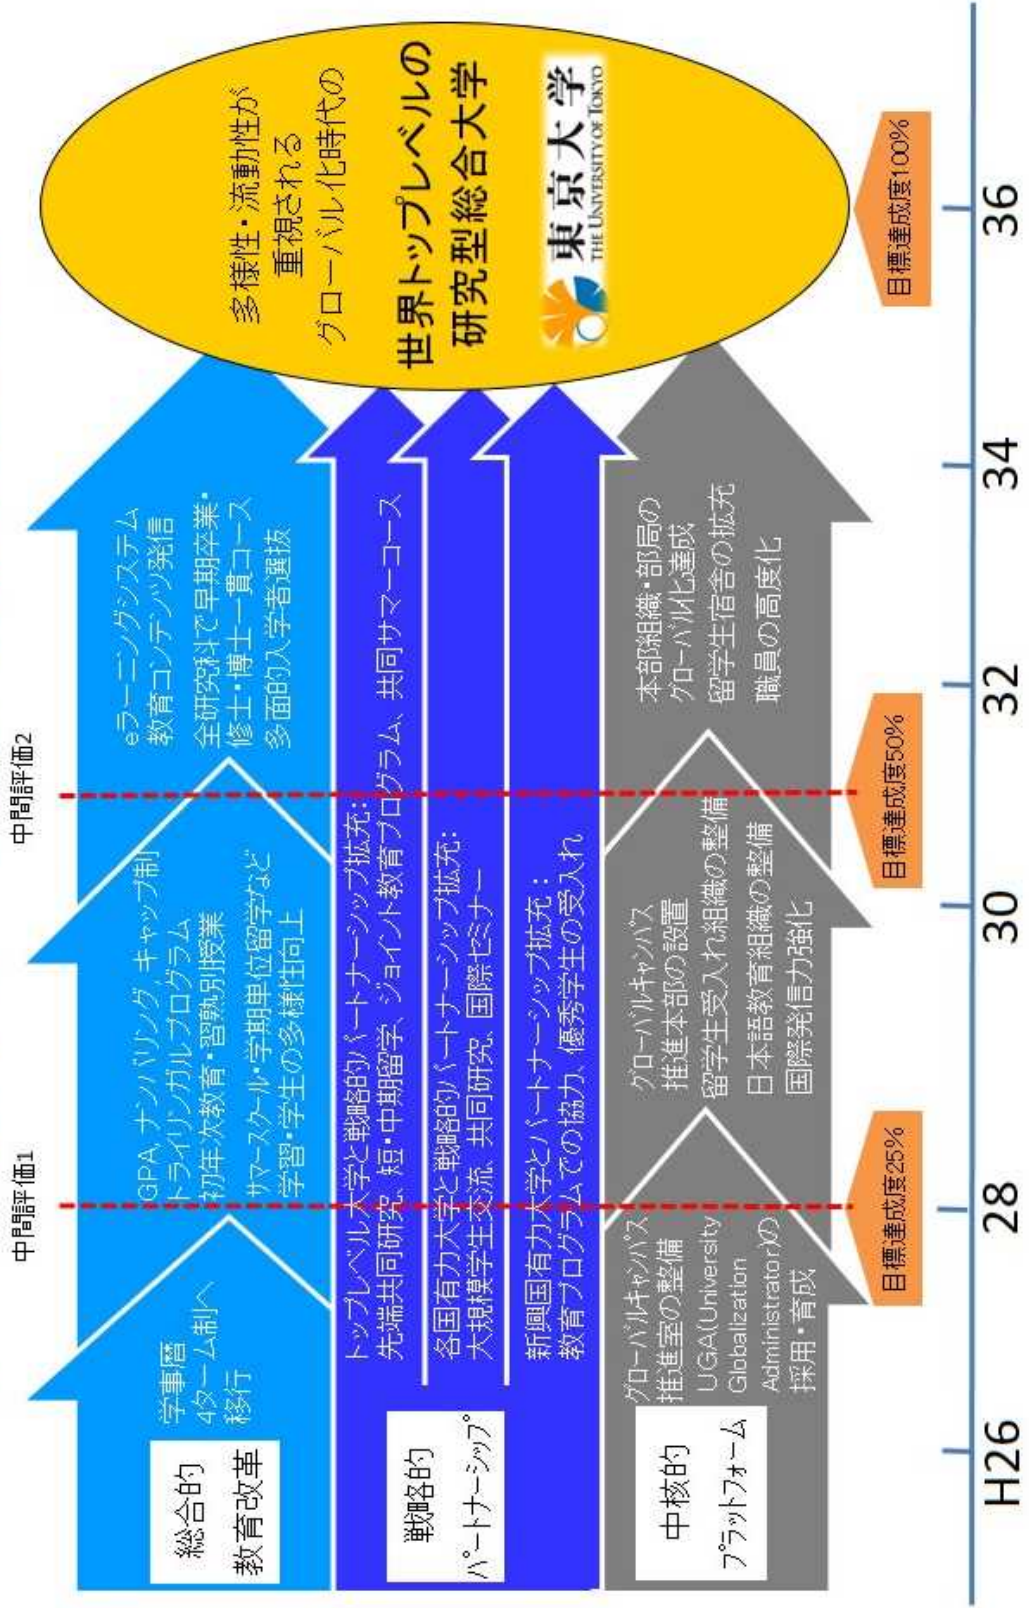 中間評価1
中間評価2
総合的
教育改革
学事暦
4ターム制へ
移行
GPA, ナンバリング, キャップ制
トライリンガルプログラム
初年次教育・習熟別授業
サマースクール・学期単位留学など
学習・学生の多様性向上
eラーニングシステム
教育コンテンツ発信
全研究科で早期卒業・
修士・博士一貫コース
多面的入学者選抜
戦略的
パートナーシップ
トップレベル大学と戦略的パートナーシップ拡充:
先端共同研究、短・中期留学、ジョイント教育プログラム、共同サマーコース
各国有力大学と戦略的パートナーシップ拡充:
大規模学生交流、共同研究、国際セミナー
新興国有力大学とパートナーシップ拡充:
教育プログラムでの協力、優秀学生の受入れ
中核的
プラットフォーム
グローバルキャンパス
推進室の整備
UGA(University
Globalization
Administrator)の
採用・育成
グローバルキャンパス
推進本部の設置
留学生受入れ組織の整備
日本語教育組織の整備
国際発信力強化
本部組織・部局の
グローバル化達成
留学生宿舎の拡充
職員の高度化
多様性・流動性が
重視される
グローバル化時代の
世界トップレベルの
研究型総合大学
東京大学
THE UNIVERSITY OF TOKYO
目標達成度25%
目標達成度50%
目標達成度100%
H26
28
30
32
34
36